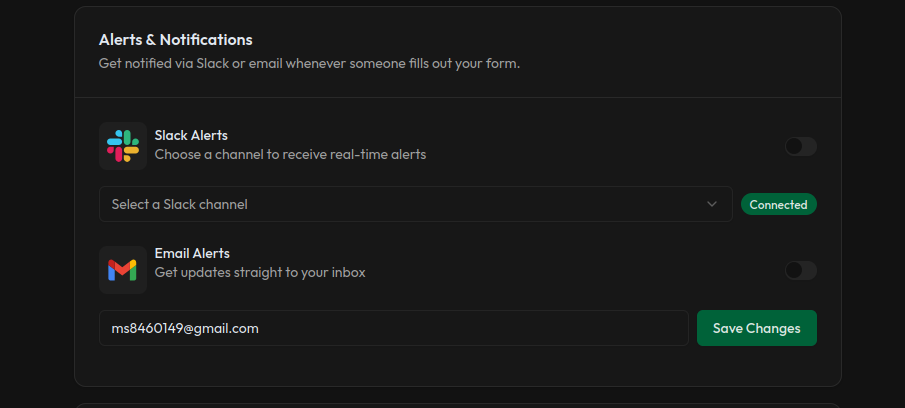 Alerts & Notifications
Get notified via Slack or email whenever someone fills out your form.
Slack Alerts
Choose a channel to receive real-time alerts
Select a Slack channel
Connected
Email Alerts
Get updates straight to your inbox
ms8460149@gmail.com
Save Changes